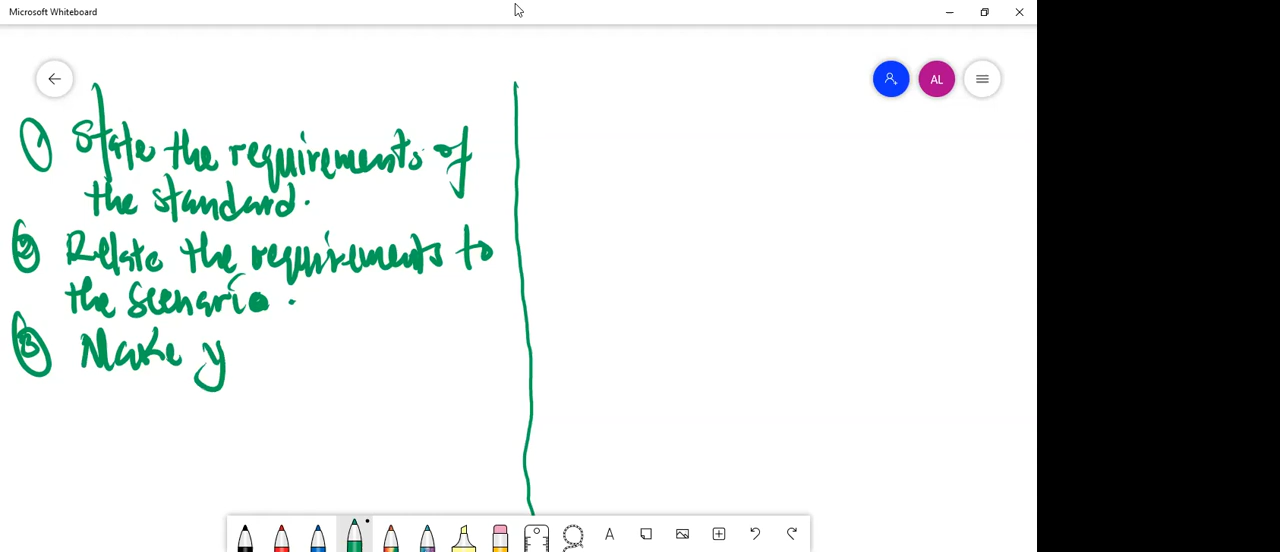 Microsoft Whiteboard
AL
① State the requirements of
the standard.
② Relate the requirements to
the scenario.
③ Make y
A